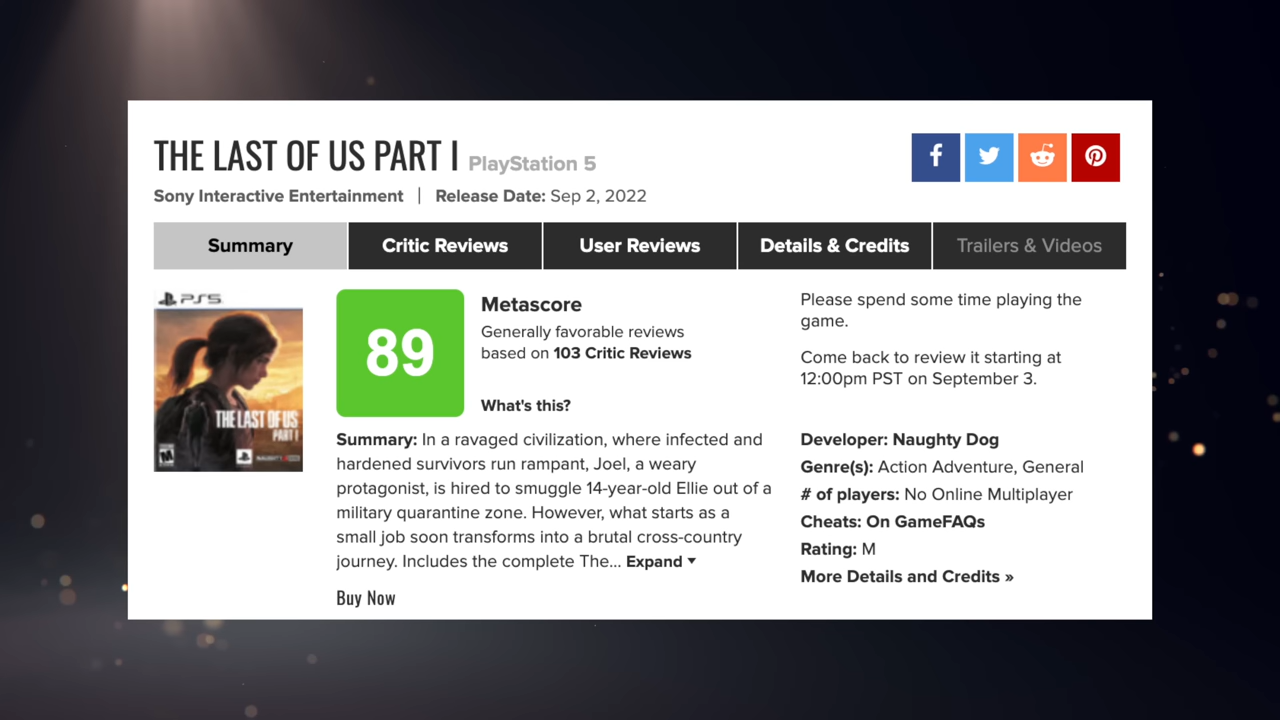 THE LAST OF US PART I PlayStation 5
Sony Interactive Entertainment | Release Date: Sep 2, 2022
Summary
Critic Reviews
User Reviews
Details & Credits
Trailers & Videos
PS5
THE LAST OF US
PART I
M
89
Metascore
Generally favorable reviews
based on 103 Critic Reviews
What's this?
Please spend some time playing the
game.
Come back to review it starting at
12:00pm PST on September 3.
Summary: In a ravaged civilization, where infected and
hardened survivors run rampant, Joel, a weary
protagonist, is hired to smuggle 14-year-old Ellie out of a
military quarantine zone. However, what starts as a
small job soon transforms into a brutal cross-country
journey. Includes the complete The... Expand
Buy Now
Developer: Naughty Dog
Genre(s): Action Adventure, General
# of players: No Online Multiplayer
Cheats: On GameFAQs
Rating: M
More Details and Credits »